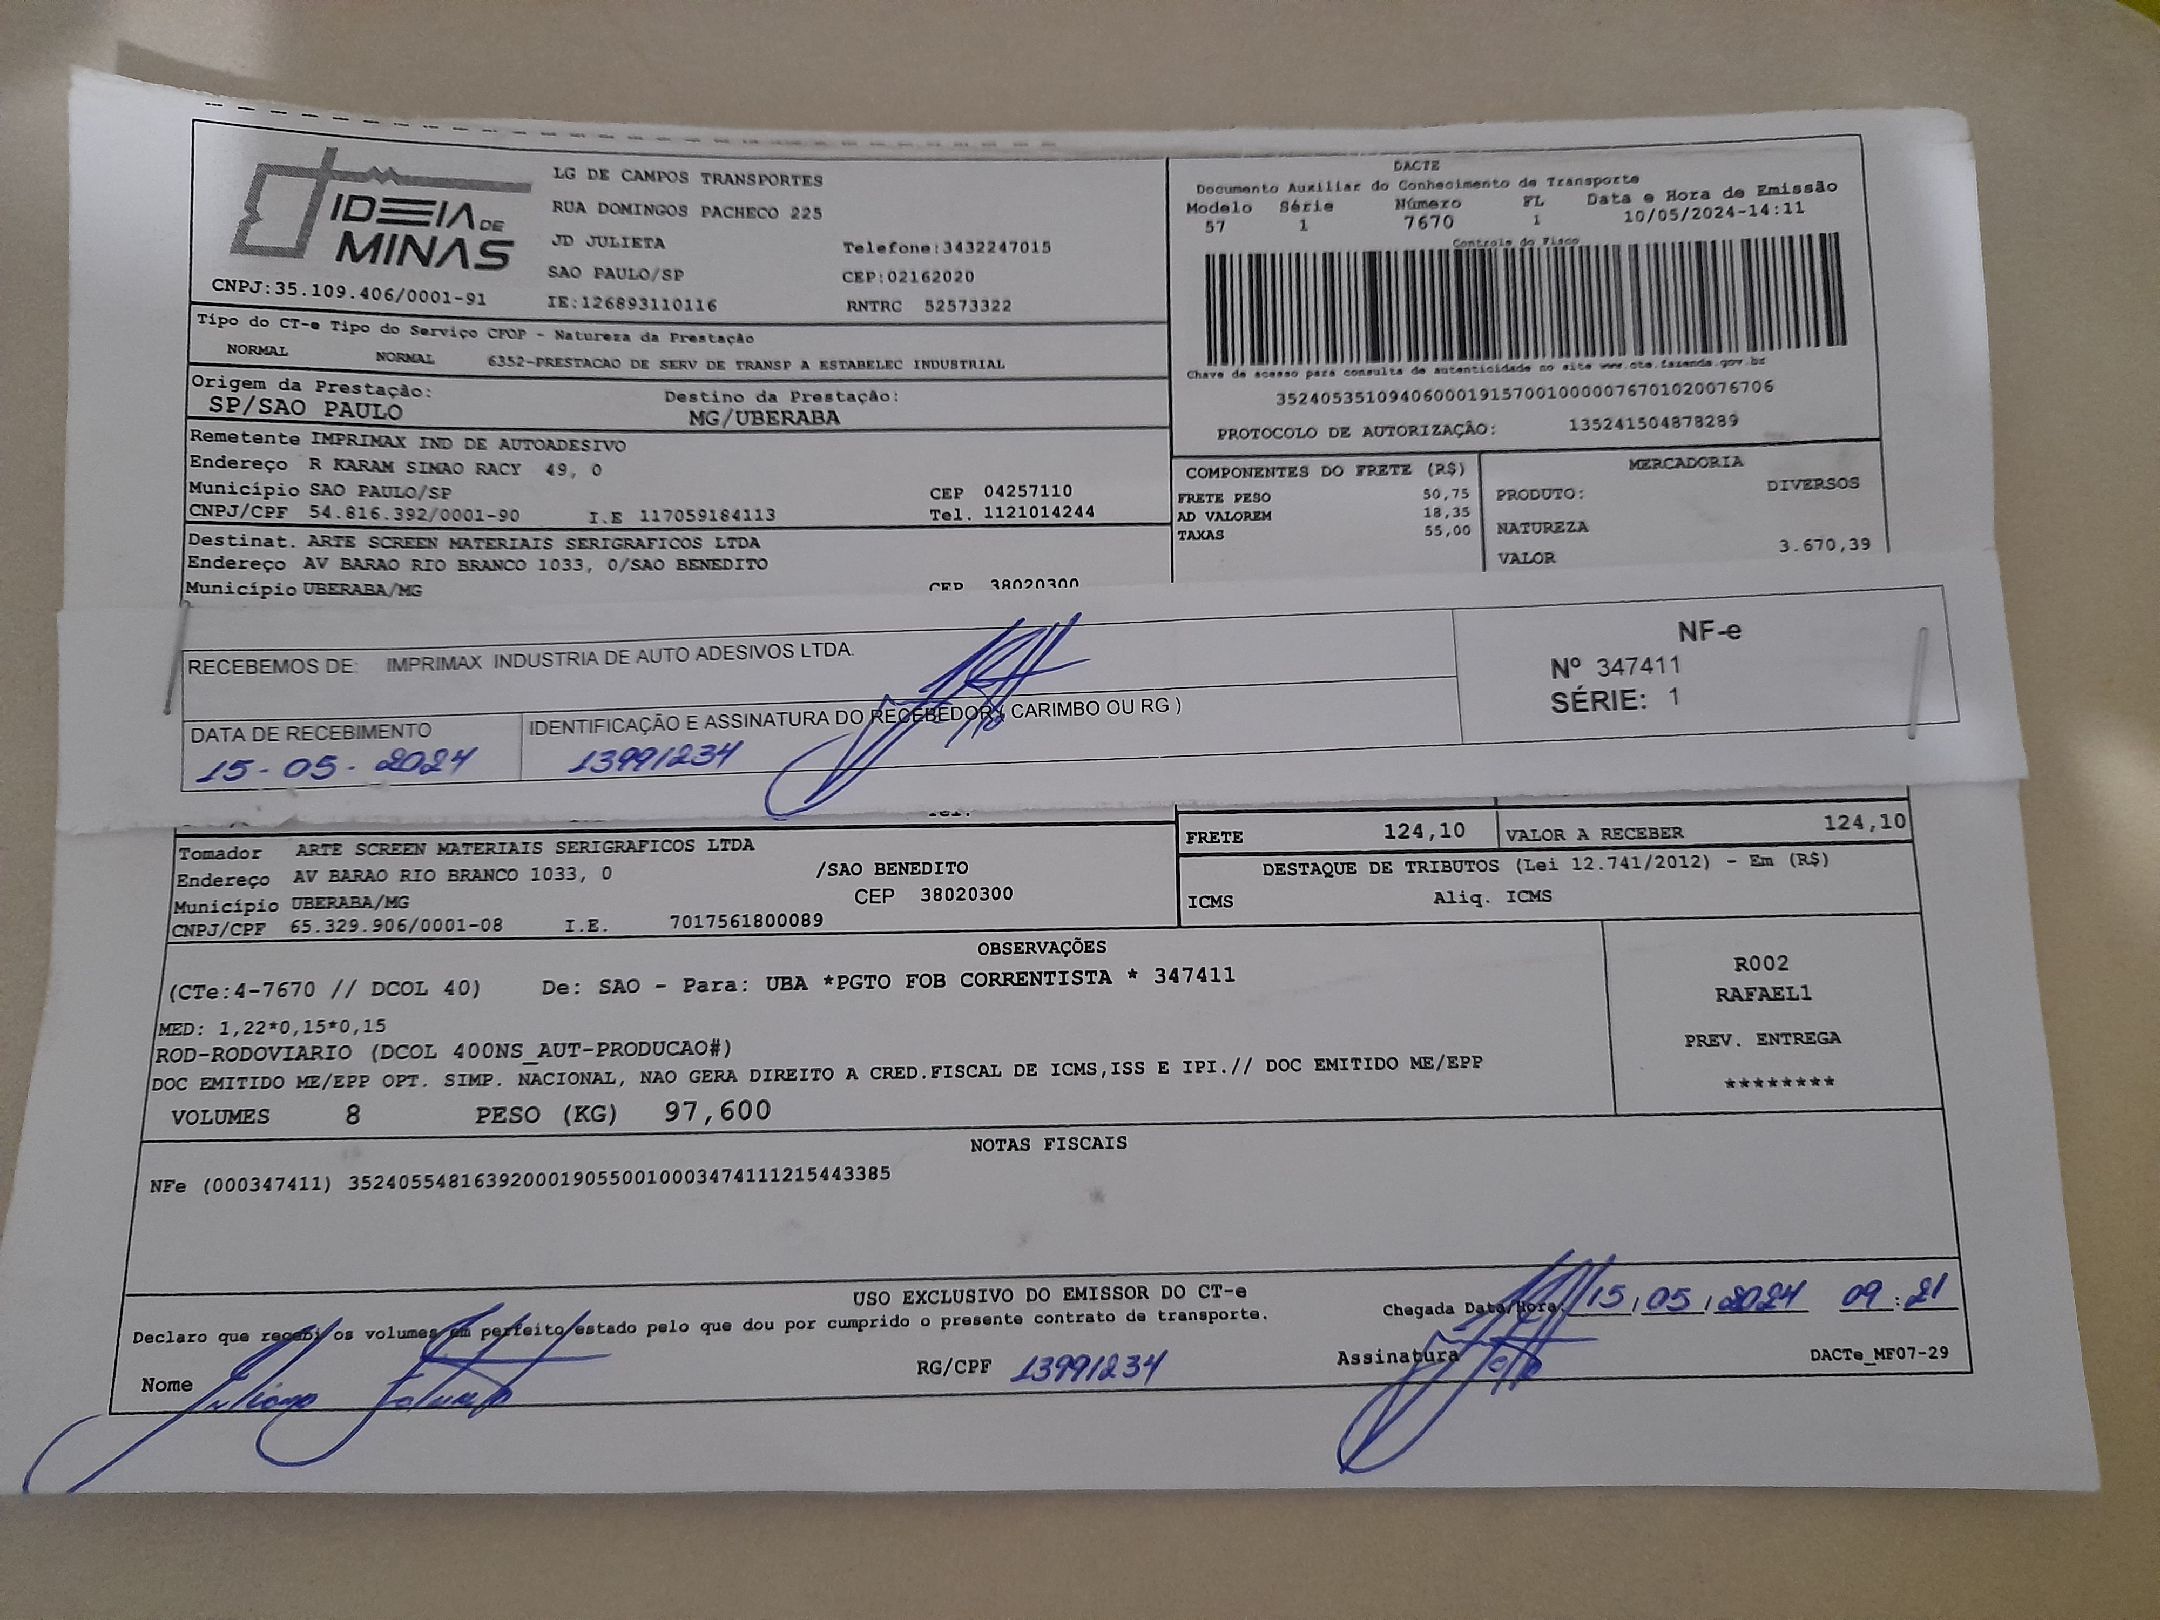 IDEIA DE MINAS
CNPJ:35.109.406/0001-91
LG DE CAMPOS TRANSPORTES
RUA DOMINGOS PACHECO 225
JD JULIETA
SAO PAULO/SP
IE:126893110116
Telefone:3432247015
CEP:02162020
RNTRC 52573322
DACTE
Documento Auxiliar do Conhecimento de Transporte
Modelo Série Número FL Data e Hora de Emissão
57 1 7670 1 10/05/2024-14:11
Controle do Fisco
Chave de acesso para consulta de autenticidade no site www.cte.fazenda.gov.br
35240535109406000191570010000076701020076706
PROTOCOLO DE AUTORIZAÇÃO: 135241504878289
Tipo do CT-e Tipo do Serviço CFOP - Natureza da Prestação
NORMAL NORMAL 6352-PRESTACAO DE SERV DE TRANSP A ESTABELEC INDUSTRIAL
Origem da Prestação: Destino da Prestação:
SP/SAO PAULO MG/UBERABA
Remetente IMPRIMAX IND DE AUTOADESIVO
Endereço R KARAM SIMAO RACY 49, 0
Município SAO PAULO/SP CEP 04257110
CNPJ/CPF 54.816.392/0001-90 I.E 117059184113 Tel. 1121014244
Destinat. ARTE SCREEN MATERIAIS SERIGRAFICOS LTDA
Endereço AV BARAO RIO BRANCO 1033, 0/SAO BENEDITO
Município UBERABA/MG CEP 38020300
COMPONENTES DO FRETE (R$)
FRETE PESO 50,75
AD VALOREM 18,35
TAXAS 55,00
MERCADORIA
PRODUTO: DIVERSOS
NATUREZA
VALOR 3.670,39
RECEBEMOS DE: IMPRIMAX INDUSTRIA DE AUTO ADESIVOS LTDA.
DATA DE RECEBIMENTO
15-05-2024
IDENTIFICAÇÃO E ASSINATURA DO RECEBEDOR ( CARIMBO OU RG )
13991234
NF-e
Nº 347411
SÉRIE: 1
FRETE 124,10 VALOR A RECEBER 124,10
Tomador ARTE SCREEN MATERIAIS SERIGRAFICOS LTDA
Endereço AV BARAO RIO BRANCO 1033, 0 /SAO BENEDITO
Município UBERABA/MG CEP 38020300
CNPJ/CPF 65.329.906/0001-08 I.E. 7017561800089
DESTAQUE DE TRIBUTOS (Lei 12.741/2012) - Em (R$)
ICMS Aliq. ICMS
OBSERVAÇÕES
(CTe:4-7670 // DCOL 40) De: SAO - Para: UBA *PGTO FOB CORRENTISTA * 347411
MED: 1,22*0,15*0,15
ROD-RODOVIARIO (DCOL 400NS_AUT-PRODUCAO#)
DOC EMITIDO ME/EPP OPT. SIMP. NACIONAL, NAO GERA DIREITO A CRED.FISCAL DE ICMS,ISS E IPI.// DOC EMITIDO ME/EPP
VOLUMES 8 PESO (KG) 97,600
R002
RAFAEL1
PREV. ENTREGA
********
NOTAS FISCAIS
NFe (000347411) 35240554816392000190550010003474111215443385
USO EXCLUSIVO DO EMISSOR DO CT-e
Declaro que recebi os volumes em perfeito estado pelo que dou por cumprido o presente contrato de transporte.
Chegada Data/Hora: 15/05/2024 09:21
Nome Juliano
RG/CPF 13991234
Assinatura
DACTe_MF07-29